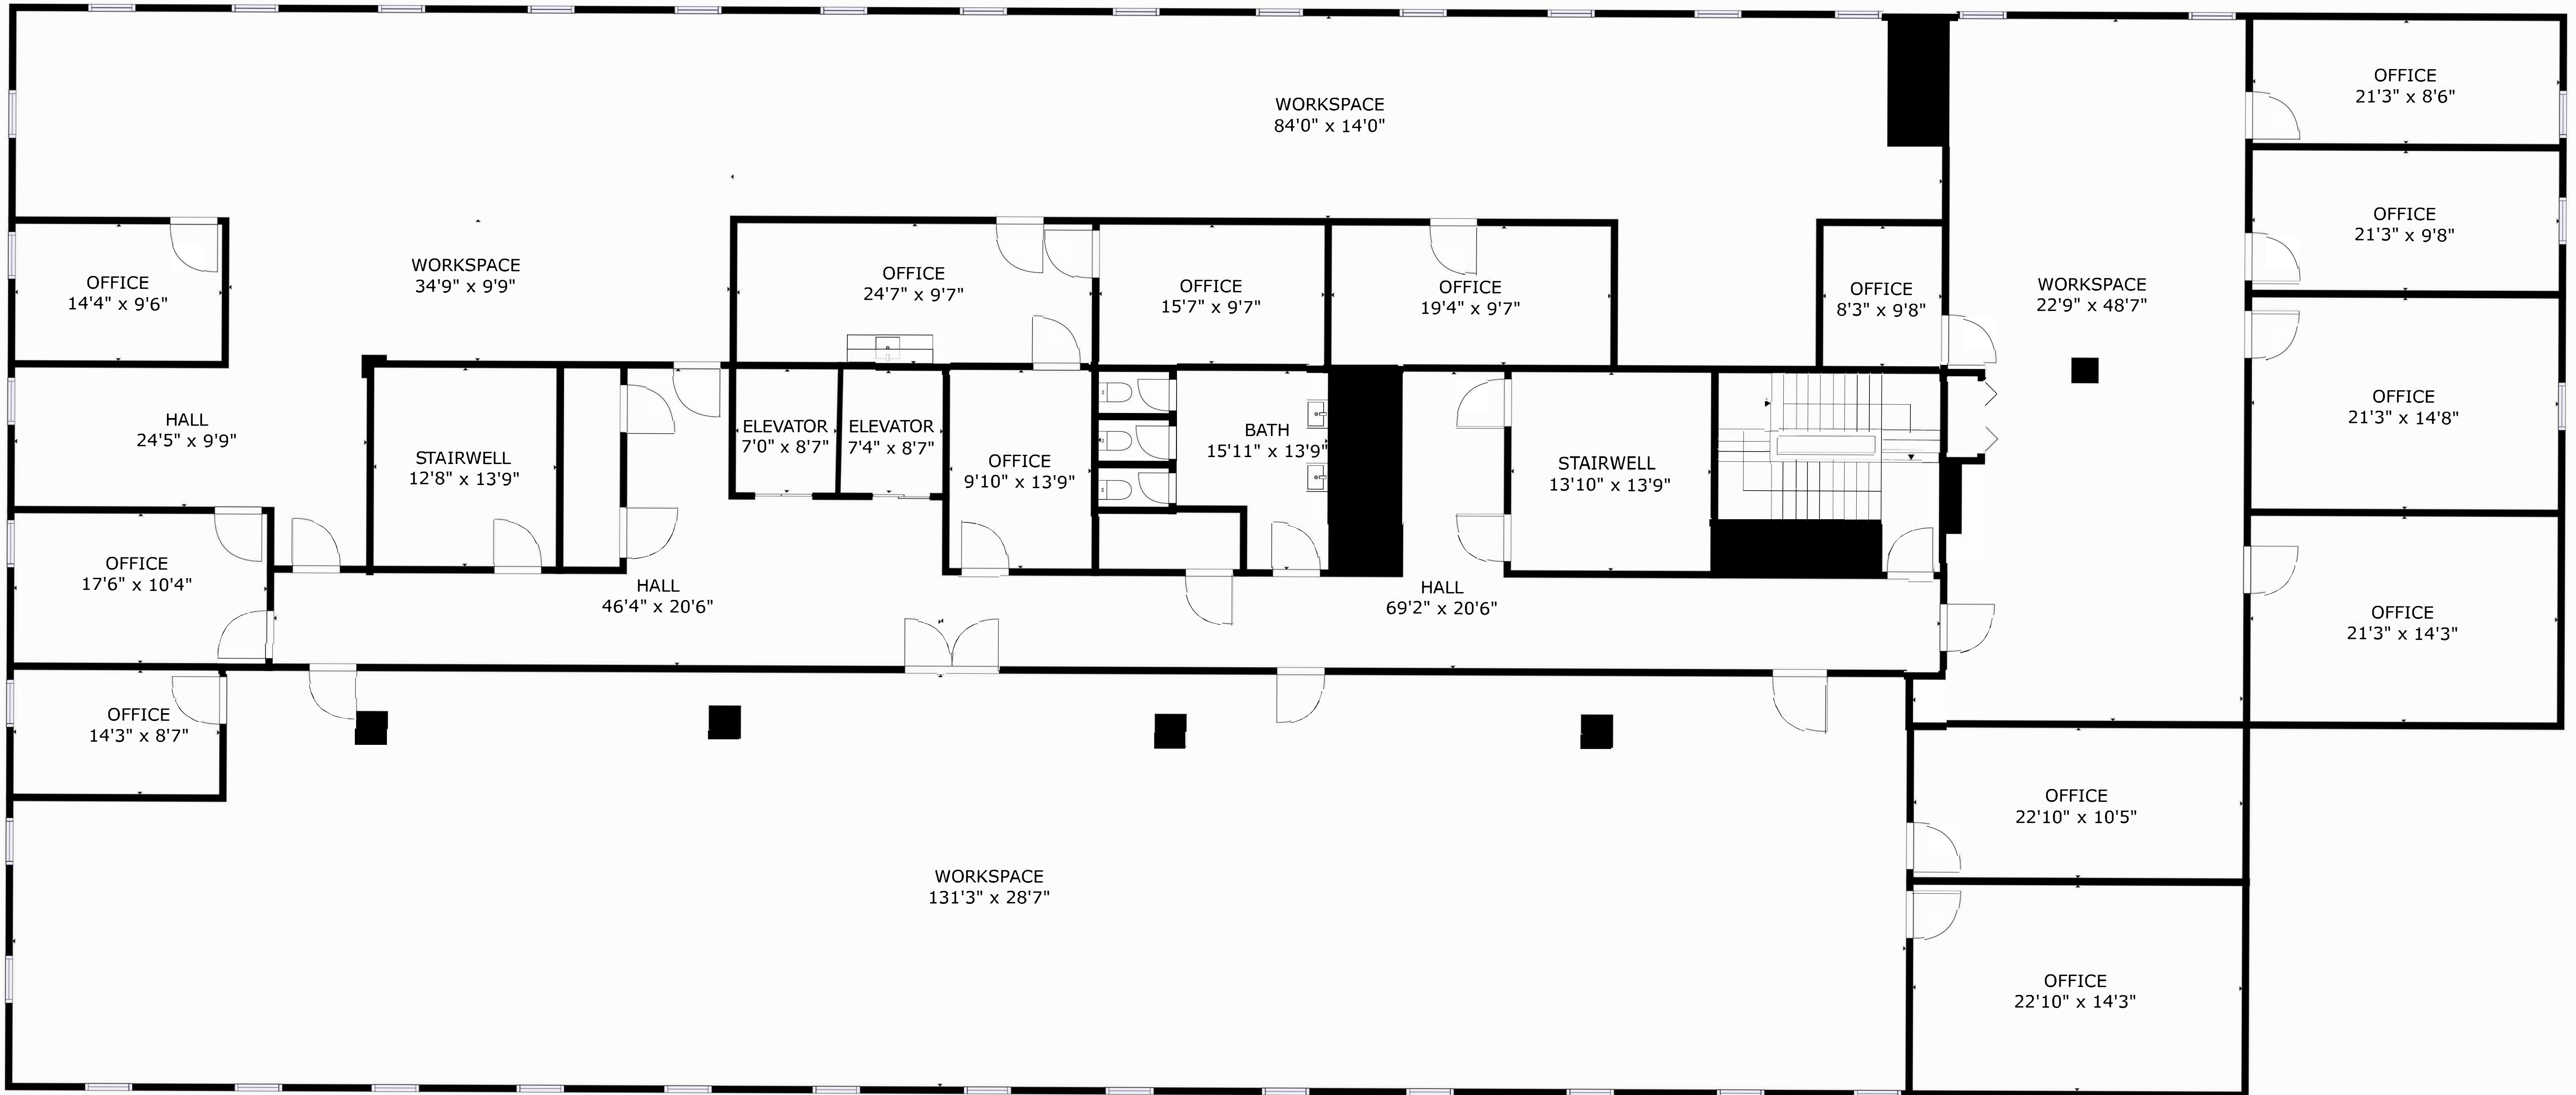 OFFICE
21'3" x 8'6"
WORKSPACE
84'0" x 14'0"
OFFICE
21'3" x 9'8"
WORKSPACE
34'9" x 9'9"
OFFICE
24'7" x 9'7"
OFFICE
14'4" x 9'6"
OFFICE
15'7" x 9'7"
OFFICE
19'4" x 9'7"
OFFICE
8'3" x 9'8"
WORKSPACE
22'9" x 48'7"
OFFICE
21'3" x 14'8"
HALL
24'5" x 9'9"
STAIRWELL
12'8" x 13'9"
ELEVATOR
7'0" x 8'7"
ELEVATOR
7'4" x 8'7"
OFFICE
9'10" x 13'9"
BATH
15'11" x 13'9"
STAIRWELL
13'10" x 13'9"
OFFICE
17'6" x 10'4"
HALL
46'4" x 20'6"
HALL
69'2" x 20'6"
OFFICE
21'3" x 14'3"
OFFICE
14'3" x 8'7"
OFFICE
22'10" x 10'5"
WORKSPACE
131'3" x 28'7"
OFFICE
22'10" x 14'3"